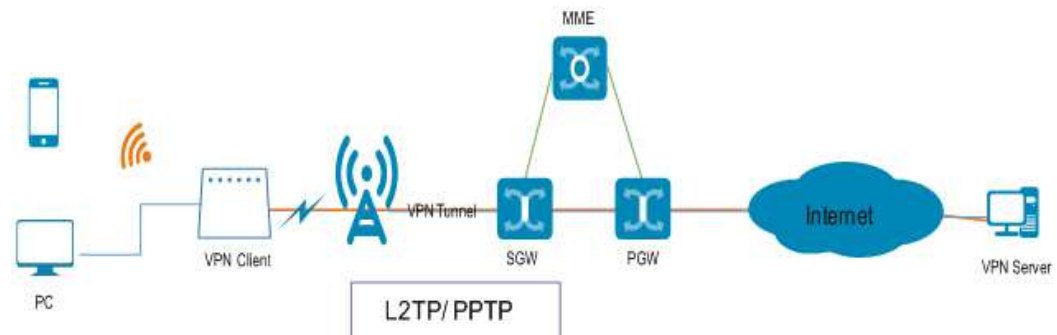 MME
VPN Tunnel
Internet
VPN Client
SGW
PGW
VPN Server
PC
L2TP/ PPTP